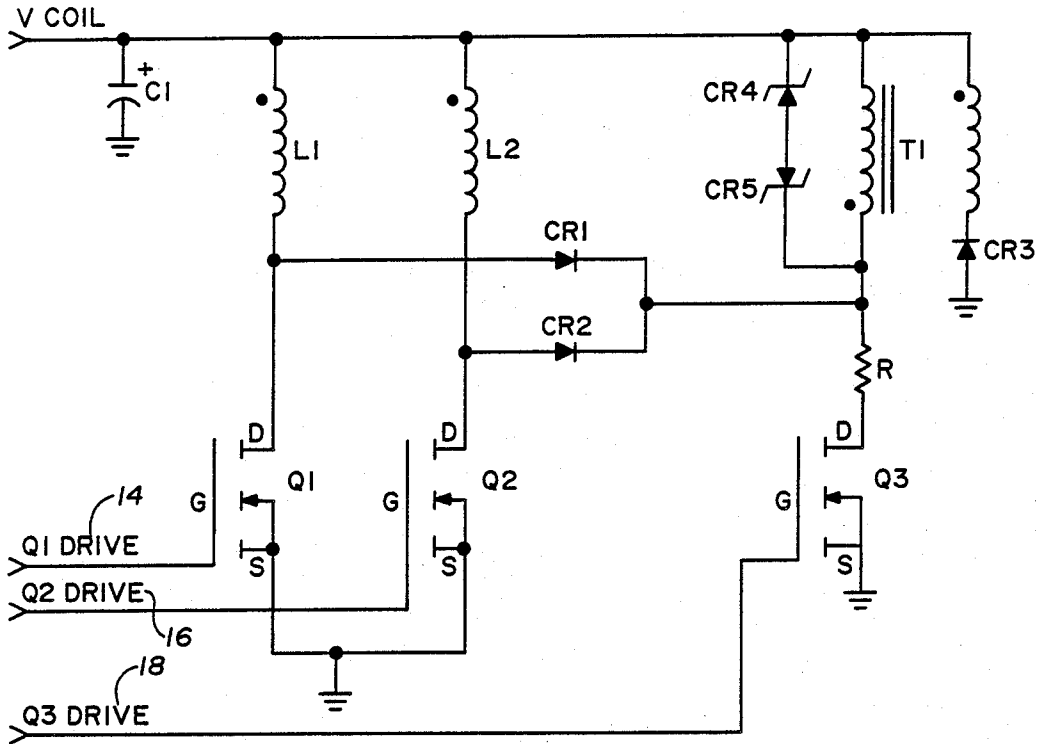 V COIL
+
C1
L1
L2
CR4
CR5
T1
CR3
CR1
CR2
R
D
D
D
G
Q1
G
Q2
G
Q3
14
Q1 DRIVE
S
S
S
Q2 DRIVE
16
18
Q3 DRIVE